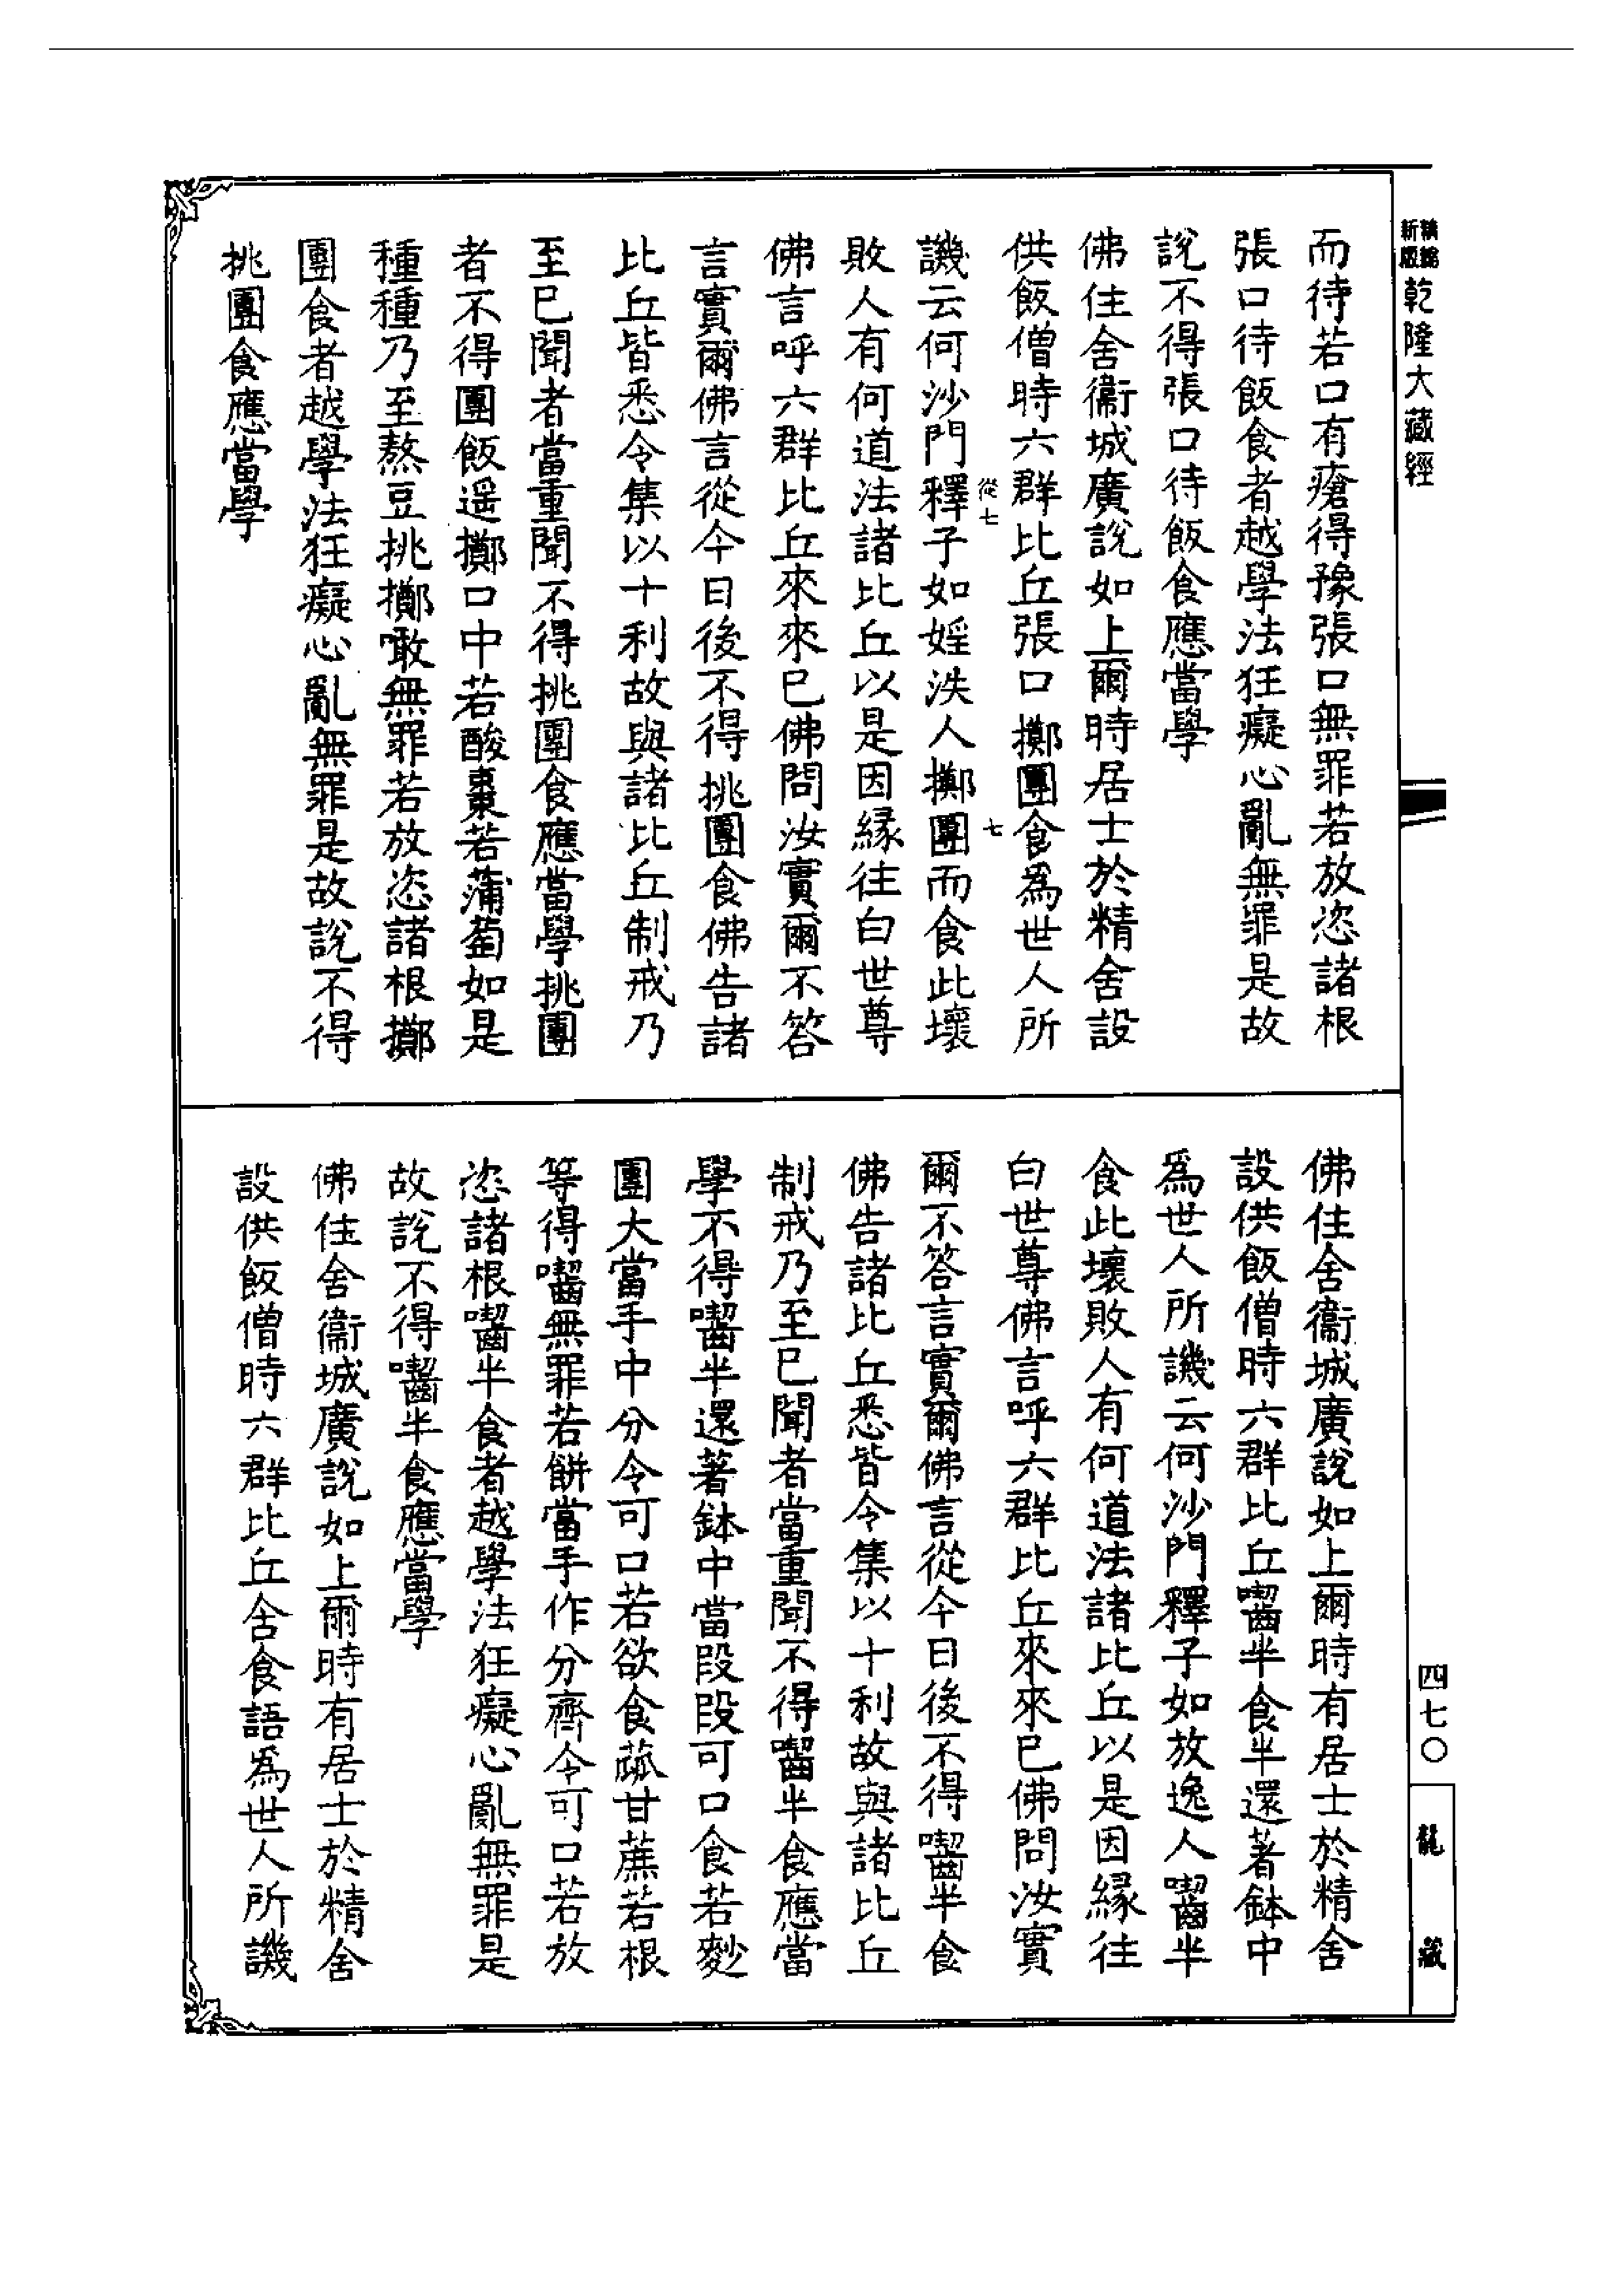 新版精縮
乾隆大藏經
而待若口有瘡得豫張口無罪若放恣諸根
張口待飯食者越學法狂癡心亂無罪是故
說不得張口待飯食應當學
佛住舍衞城廣說如上爾時居士於精舍設
供飯僧時六群比丘張口擲團食爲世人所
從七
七
譏云何沙門釋子如婬泆人擲團而食此壞
敗人有何道法諸比丘以是因緣往白世尊
佛言呼六群比丘來來已佛問汝實爾不答
言實爾佛言從今日後不得挑團食佛告諸
比丘皆悉令集以十利故與諸比丘制戒乃
至已聞者當重聞不得挑團食應當學挑團
者不得團飯遥擲口中若酸棗若蒲萄如是
種種乃至熬豆挑擲噉無罪若放恣諸根擲
團食者越學法狂癡心亂無罪是故說不得
挑團食應當學
佛住舍衞城廣說如上爾時有居士於精舍
設供飯僧時六群比丘嚙半食半還著鉢中
爲世人所譏云何沙門釋子如放逸人嚙半
食此壞敗人有何道法諸比丘以是因緣往
白世尊佛言呼六群比丘來來已佛問汝實
爾不答言實爾佛言從今日後不得嚙半食
佛告諸比丘悉皆令集以十利故與諸比丘
制戒乃至已聞者當重聞不得嚙半食應當
學不得嚙半還著鉢中當段段可口食若麨
團大當手中分令可口若欲食蓏甘蔗若根
等得嚙無罪若餅當手作分齊令可口若放
恣諸根嚙半食者越學法狂癡心亂無罪是
故說不得嚙半食應當學
佛住舍衞城廣說如上爾時有居士於精舍
設供飯僧時六群比丘含食語爲世人所譏
四七〇
龍藏